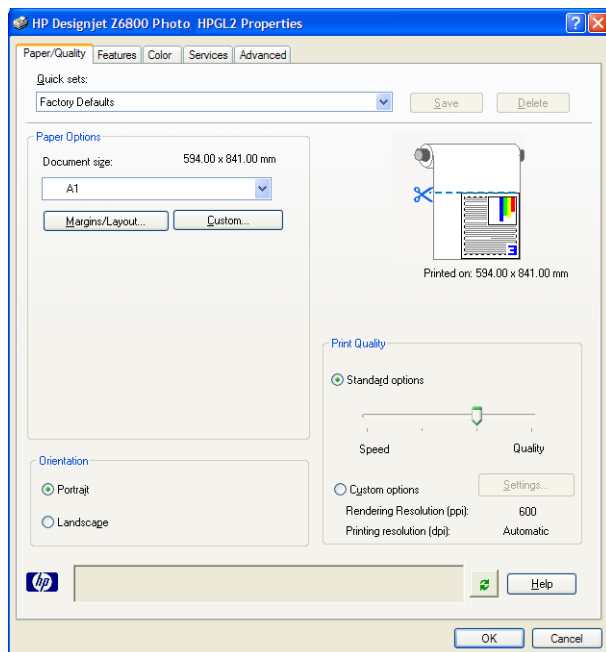 HP Designjet Z6800 Photo HPGL2 Properties
Paper/Quality Features Color Services Advanced
Quick sets:
Factory Defaults
Save Delete
Paper Options
Document size: 594.00 x 841.00 mm
A1
Margins/Layout... Custom...
3
Printed on: 594.00 x 841.00 mm
Print Quality
Standard options
Speed Quality
Custom options Settings...
Rendering Resolution (ppi): 600
Printing resolution (dpi): Automatic
Orientation
Portrait
Landscape
hp
Help
OK Cancel